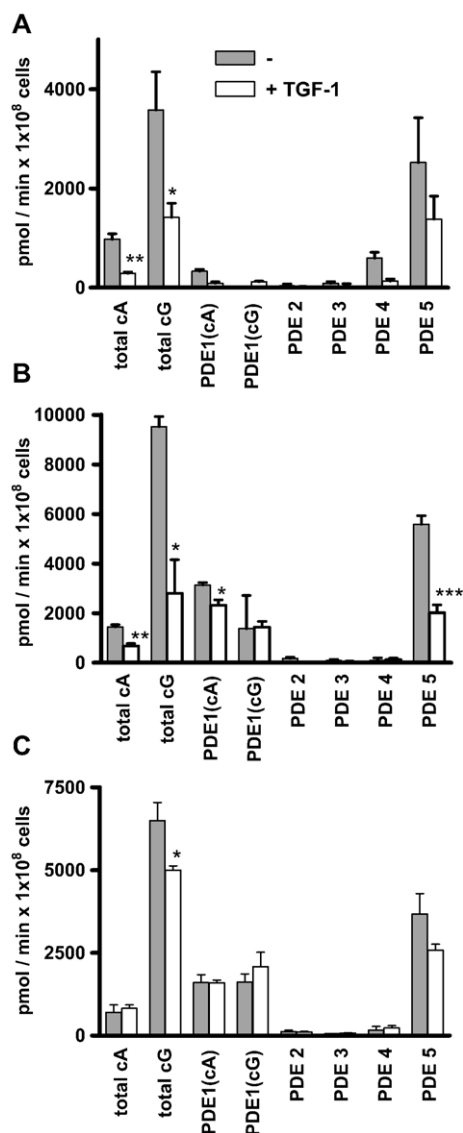 A
-
+ TGF-1
pmol / min x 1x10⁸ cells
4000
2000
0
**
*
total cA
total cG
PDE1(cA)
PDE1(cG)
PDE 2
PDE 3
PDE 4
PDE 5
B
pmol / min x 1x10⁸ cells
10000
8000
6000
4000
2000
0
**
*
*
***
total cA
total cG
PDE1(cA)
PDE1(cG)
PDE 2
PDE 3
PDE 4
PDE 5
C
pmol / min x 1x10⁸ cells
7500
5000
2500
0
*
total cA
total cG
PDE1(cA)
PDE1(cG)
PDE 2
PDE 3
PDE 4
PDE 5